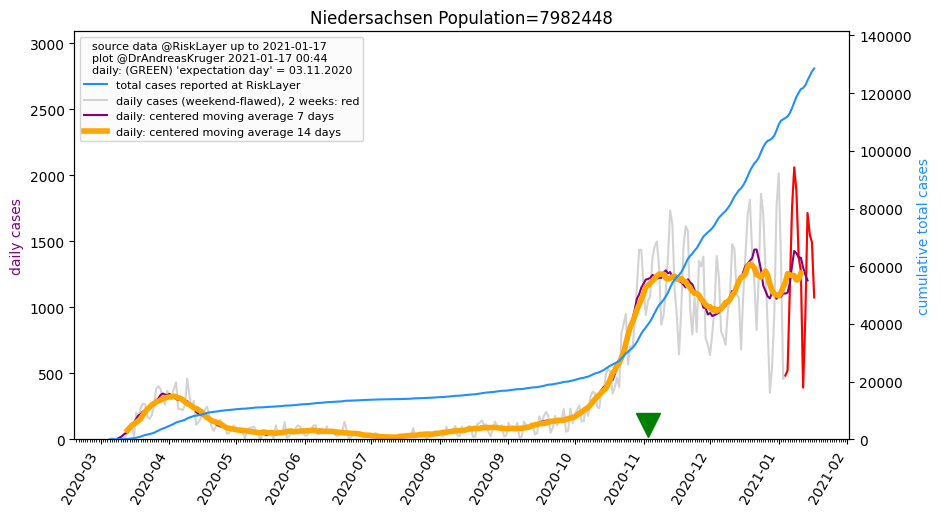 Niedersachsen Population=7982448
source data @RiskLayer up to 2021-01-17
plot @DrAndreasKruger 2021-01-17 00:44
daily: (GREEN) 'expectation day' = 03.11.2020
total cases reported at RiskLayer
daily cases (weekend-flawed), 2 weeks: red
daily: centered moving average 7 days
daily: centered moving average 14 days
daily cases
3000
2500
2000
1500
1000
500
0
140000
120000
100000
80000
60000
40000
20000
0
cumulative total cases
2020-03
2020-04
2020-05
2020-06
2020-07
2020-08
2020-09
2020-10
2020-11
2020-12
2021-01
2021-02